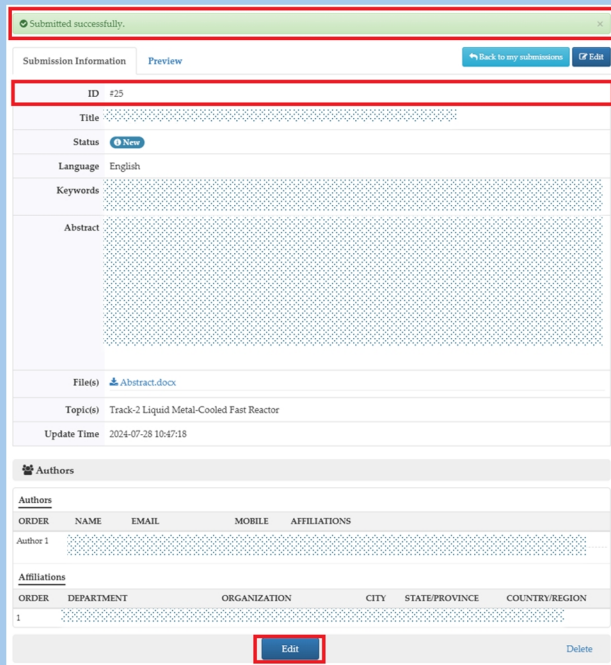 Submitted successfully. ×
Submission Information Preview Back to my submissions Edit
ID #25
Title
Status New
Language English
Keywords
Abstract
File(s) Abstract.docx
Topic(s) Track-2 Liquid Metal-Cooled Fast Reactor
Update Time 2024-07-28 10:47:18
Authors
Authors
ORDER NAME EMAIL MOBILE AFFILIATIONS
Author 1
Affiliations
ORDER DEPARTMENT ORGANIZATION CITY STATE/PROVINCE COUNTRY/REGION
1
Edit Delete